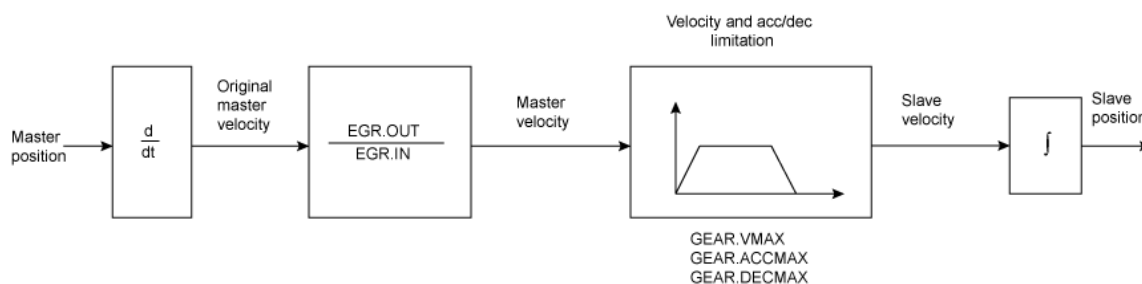 Velocity and acc/dec
limitation
Master
position
d
dt
Original
master
velocity
EGR.OUT
EGR.IN
Master
velocity
Slave
velocity
∫
Slave
position
GEAR.VMAX
GEAR.ACCMAX
GEAR.DECMAX